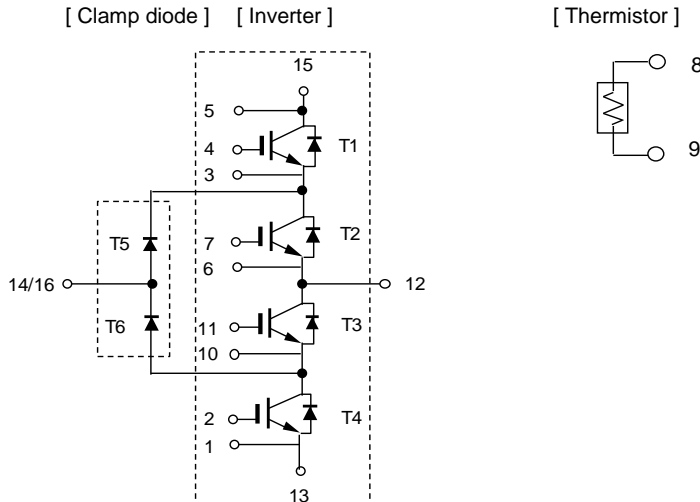 [ Clamp diode ] [ Inverter ] [ Thermistor ]
15
8
5
4
T1
3
9
T5
7
T2
6
14/16
12
T6
11
T3
10
2
T4
1
13